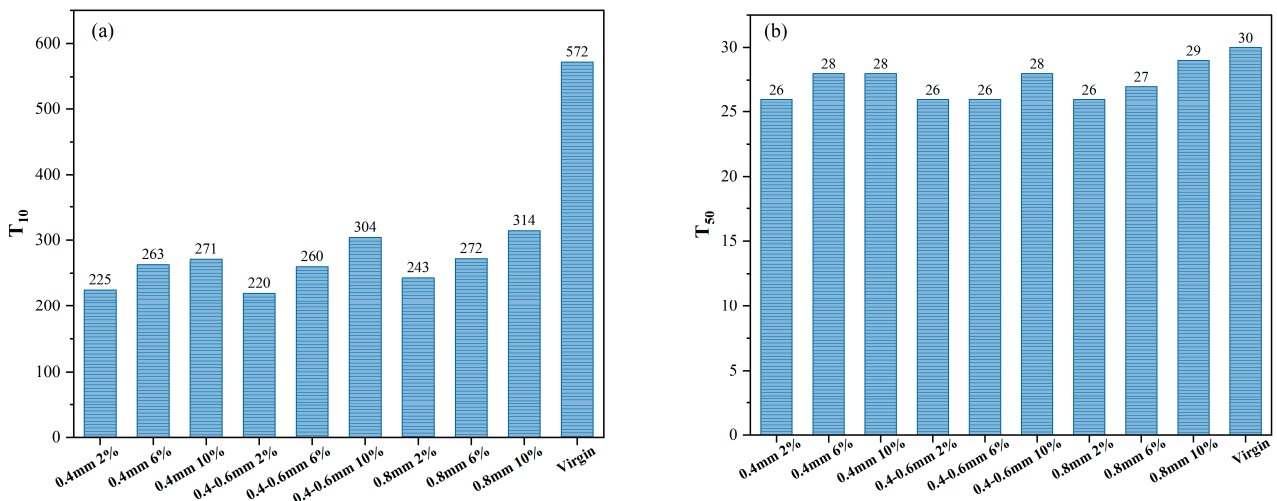 (a)
T10
600
500
400
300
200
100
0
225
263
271
220
260
304
243
272
314
572
0.4mm 2%
0.4mm 6%
0.4mm 10%
0.4-0.6mm 2%
0.4-0.6mm 6%
0.4-0.6mm 10%
0.8mm 2%
0.8mm 6%
0.8mm 10%
Virgin
(b)
T50
30
25
20
15
10
5
0
26
28
28
26
26
28
26
27
29
30
0.4mm 2%
0.4mm 6%
0.4mm 10%
0.4-0.6mm 2%
0.4-0.6mm 6%
0.4-0.6mm 10%
0.8mm 2%
0.8mm 6%
0.8mm 10%
Virgin